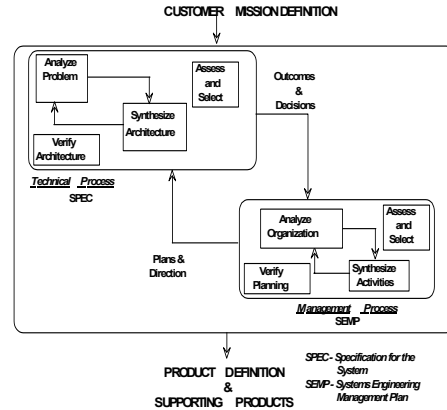 CUSTOMER MISSION DEFINITION
Analyze
Problem
Assess
and
Select
Synthesize
Architecture
Verify
Architecture
Technical Process
SPEC
Outcomes
&
Decisions
Plans &
Direction
Analyze
Organization
Assess
and
Select
Verify
Planning
Synthesize
Activities
Management Process
SEMP
PRODUCT DEFINITION
&
SUPPORTING PRODUCTS
SPEC - Specification for the
System
SEMP - Systems Engineering
Management Plan